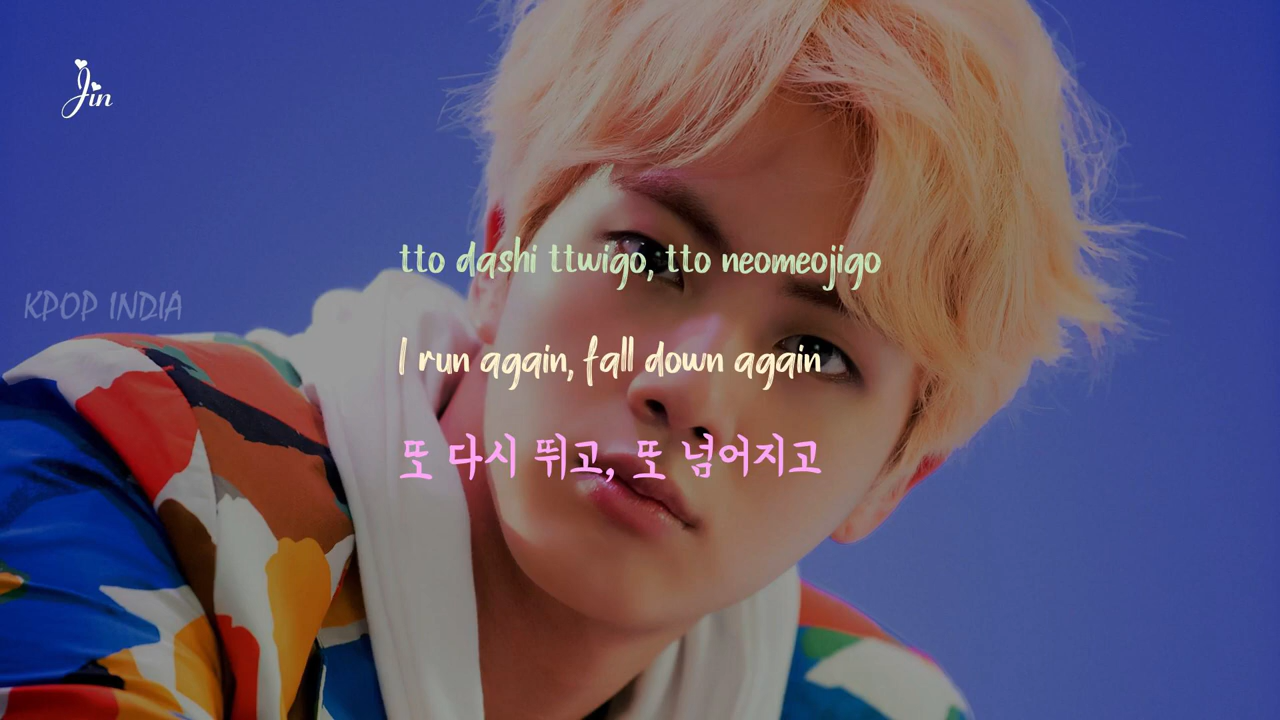 Jin
tto dashi ttwigo, tto neomeojigo
KPOP INDIA
I run again, fall down again
또 다시 뛰고, 또 넘어지고